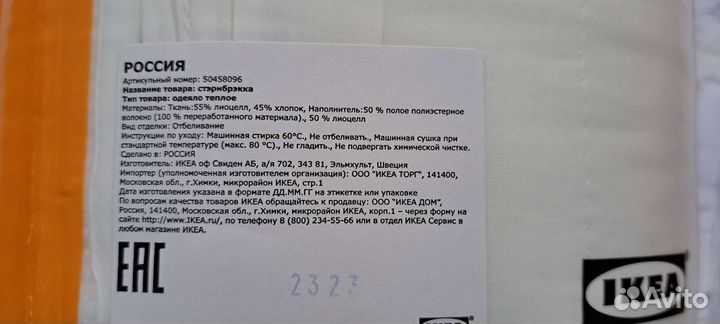 РОССИЯ
Артикульный номер: 50458096
Название товара: стэрнбрэкка
Тип товара: одеяло теплое
Материалы: Ткань:55% лиоцелл, 45% хлопок, Наполнитель:50 % полое полиэстерное
волокно (100 % переработанного материала)., 50 % лиоцелл
Вид отделки: Отбеливание
Инструкции по уходу: Машинная стирка 60°C., Не отбеливать., Машинная сушка при
стандартной температуре (макс. 80 °C)., Не гладить., Не подвергать химической чистке.
Сделано в: РОССИЯ
Изготовитель: ИКЕА оф Свиден АБ, а/я 702, 343 81, Эльмхульт, Швеция
Импортер (уполномоченная изготовителем организация): ООО "ИКЕА ТОРГ", 141400,
Московская обл., г.Химки, микрорайон ИКЕА, стр.1
Дата изготовления указана в формате ДД.ММ.ГГ на этикетке или упаковке
По вопросам качества товаров ИКЕА обращайтесь к продавцу: ООО "ИКЕА ДОМ",
Россия, 141400, Московская обл., г.Химки, микрорайон ИКЕА, корп.1 – через форму на
сайте http://www.IKEA.ru/, по телефону 8 (800) 234-55-66 или в отдел ИКЕА Сервис в
любом магазине ИКЕА.
EAC
2323
IKEA
IKEA
Avito